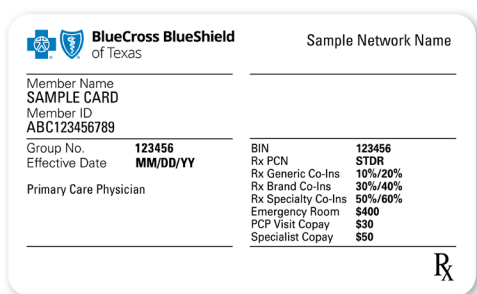 BlueCross BlueShield
of Texas
Sample Network Name
Member Name
SAMPLE CARD
Member ID
ABC123456789
Group No. 123456
Effective Date MM/DD/YY
Primary Care Physician
BIN 123456
Rx PCN STDR
Rx Generic Co-Ins 10%/20%
Rx Brand Co-Ins 30%/40%
Rx Specialty Co-Ins 50%/60%
Emergency Room $400
PCP Visit Copay $30
Specialist Copay $50
Rx